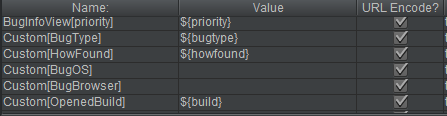 Name: Value URL Encode?
BugInfoView[priority] ${priority}
Custom[BugType] ${bugtype}
Custom[HowFound] ${howfound}
Custom[BugOS]
Custom[BugBrowser]
Custom[OpenedBuild] ${build}